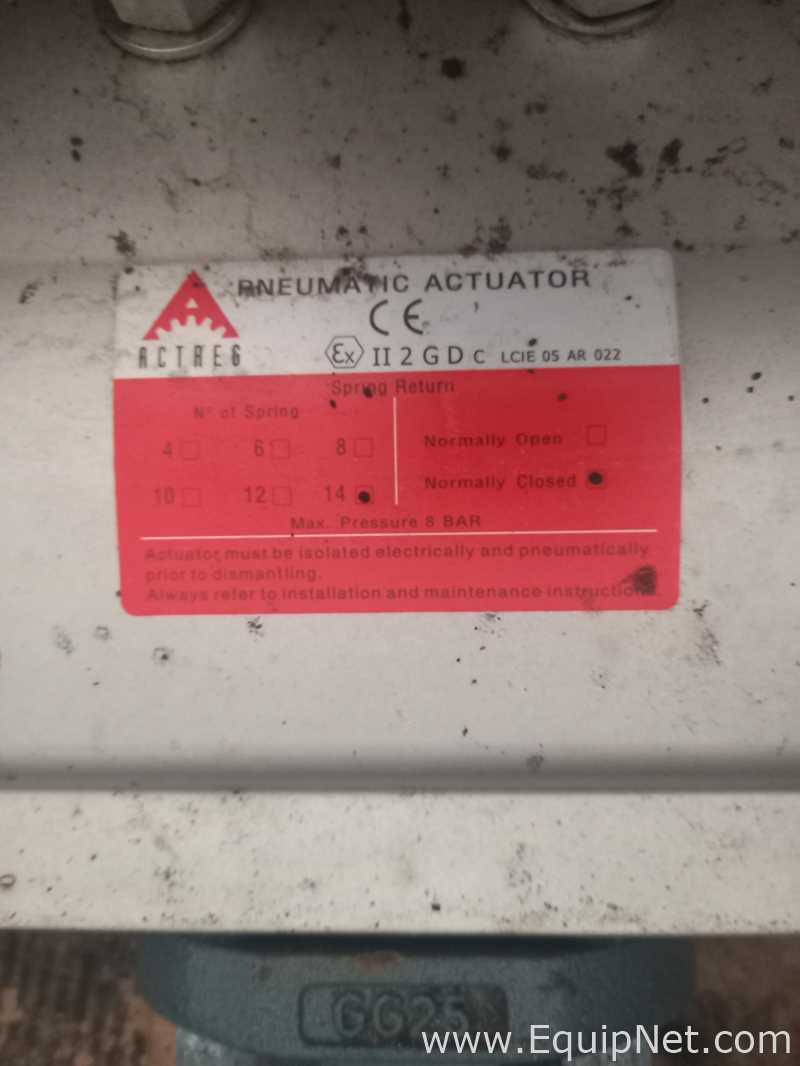 PNEUMATIC ACTUATOR
CE
ACTREG
Ex II 2 G D c LCIE 05 AR 022
Spring Return
N° of Spring
4 6 8
Normally Open
10 12 14
Normally Closed
Max. Pressure 8 BAR
Actuator must be isolated electrically and pneumatically
prior to dismantling.
Always refer to installation and maintenance instructions.
GG25
www.EquipNet.com